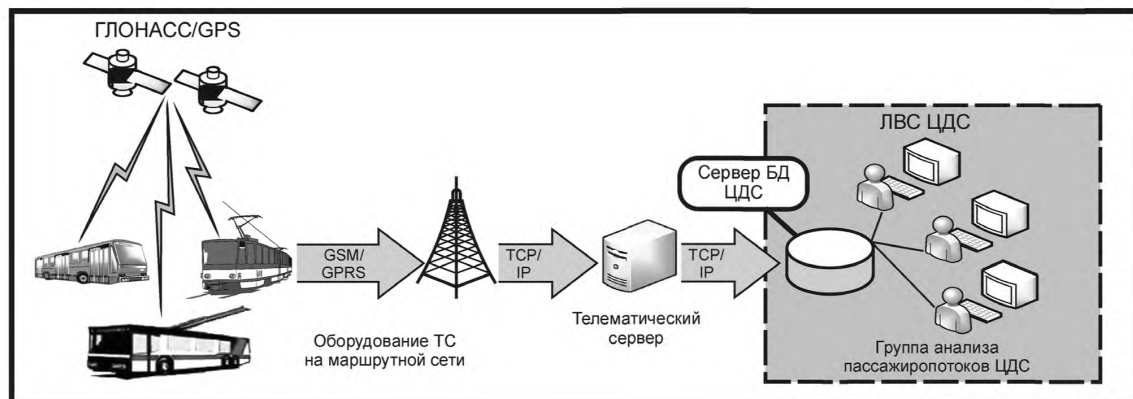 ГЛОНАСС/GPS
ЛВС ЦДС
Сервер БД
ЦДС
GSM/
GPRS
TCP/
IP
TCP/
IP
Оборудование ТС
на маршрутной сети
Телематический
сервер
Группа анализа
пассажиропотоков ЦДС